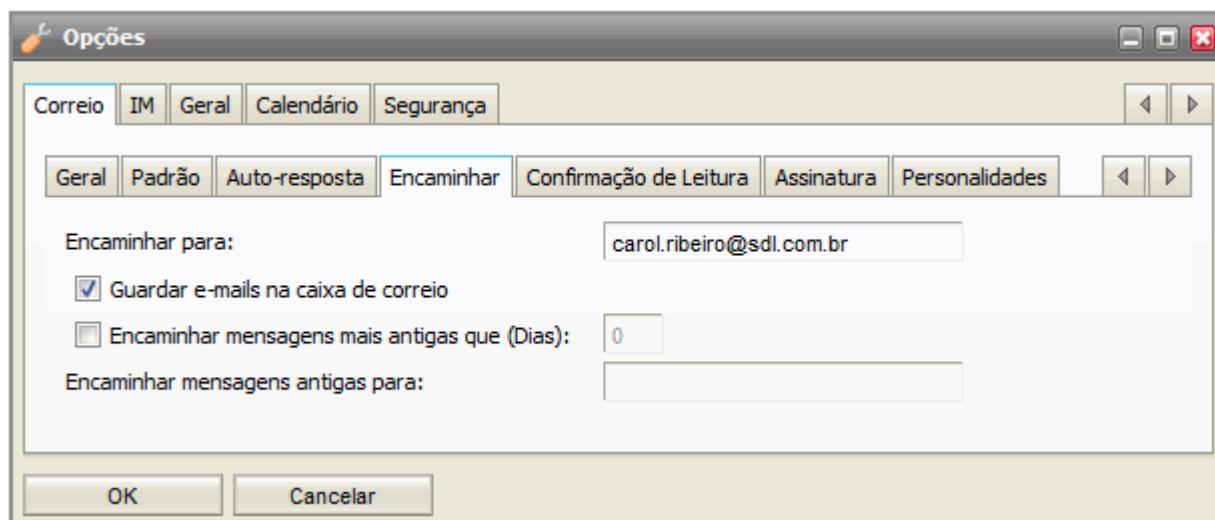 Opções
Correio IM Geral Calendário Segurança
Geral Padrão Auto-resposta Encaminhar Confirmação de Leitura Assinatura Personalidades
Encaminhar para: carol.ribeiro@sdl.com.br
Guardar e-mails na caixa de correio
Encaminhar mensagens mais antigas que (Dias): 0
Encaminhar mensagens antigas para:
OK Cancelar